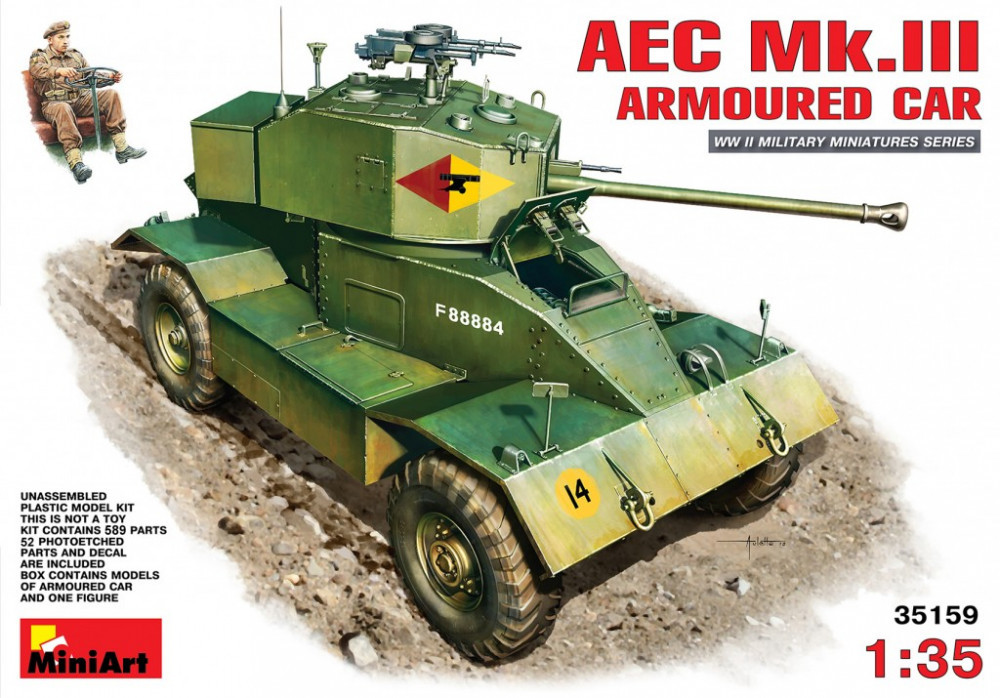 AEC Mk.III
ARMOURED CAR
WW II MILITARY MINIATURES SERIES
F88884
14
UNASSEMBLED
PLASTIC MODEL KIT
THIS IS NOT A TOY
KIT CONTAINS 589 PARTS
52 PHOTOETCHED
PARTS AND DECAL
ARE INCLUDED
BOX CONTAINS MODELS
OF ARMOURED CAR
AND ONE FIGURE
MiniArt
35159
1:35